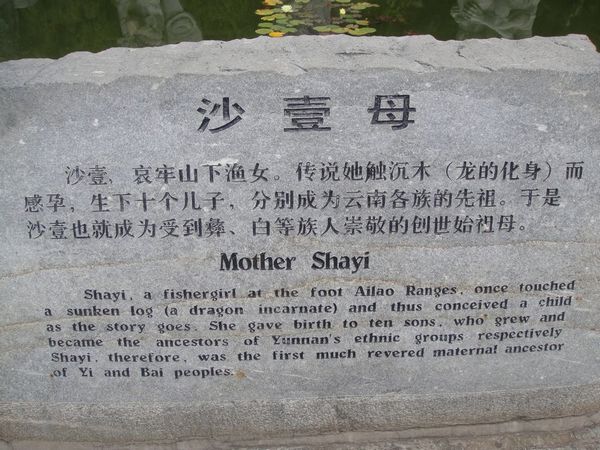 沙壹母
沙壹，哀牢山下渔女。传说她触沉木（龙的化身）而
感孕，生下十个儿子，分别成为云南各族的先祖。于是
沙壹也就成为受到彝、白等族人崇敬的创世始祖母。
Mother Shayi
Shayi, a fishergirl at the foot Ailao Ranges, once touched
a sunken log (a dragon incarnate) and thus conceived a child
as the story goes. She gave birth to ten sons, who grew and
became the ancestors of Yunnan's ethnic groups respectively
Shayi, therefore, was the first much revered maternal ancestor
of Yi and Bai peoples.